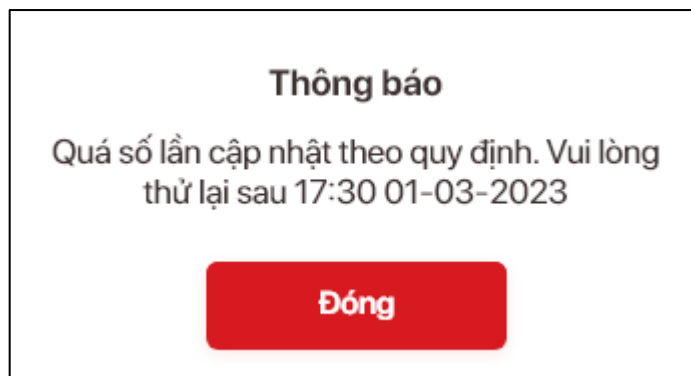 Thông báo
Quá số lần cập nhật theo quy định. Vui lòng
thử lại sau 17:30 01-03-2023
Đóng